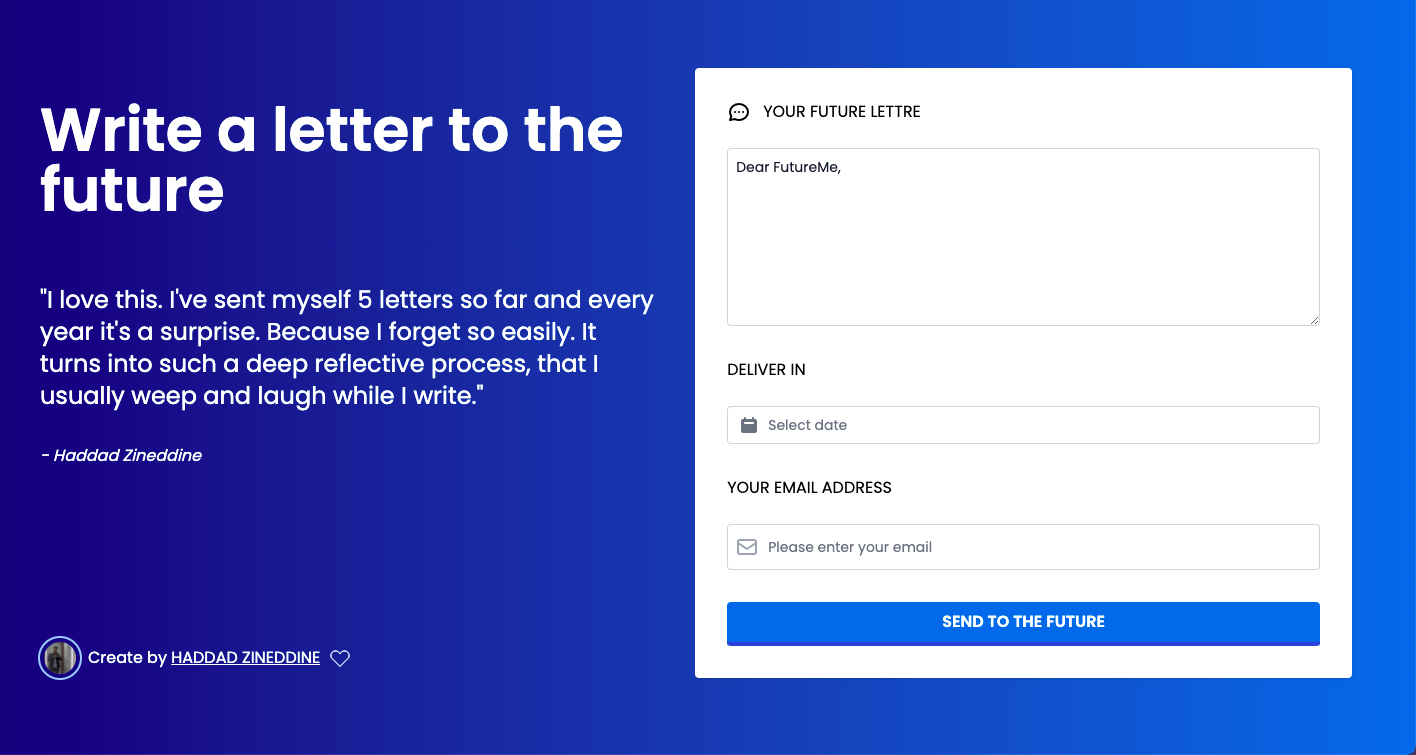 Write a letter to the
future
"I love this. I've sent myself 5 letters so far and every
year it's a surprise. Because I forget so easily. It
turns into such a deep reflective process, that I
usually weep and laugh while I write."
- Haddad Zineddine
Create by HADDAD ZINEDDINE
YOUR FUTURE LETTRE
Dear FutureMe,
DELIVER IN
Select date
YOUR EMAIL ADDRESS
Please enter your email
SEND TO THE FUTURE